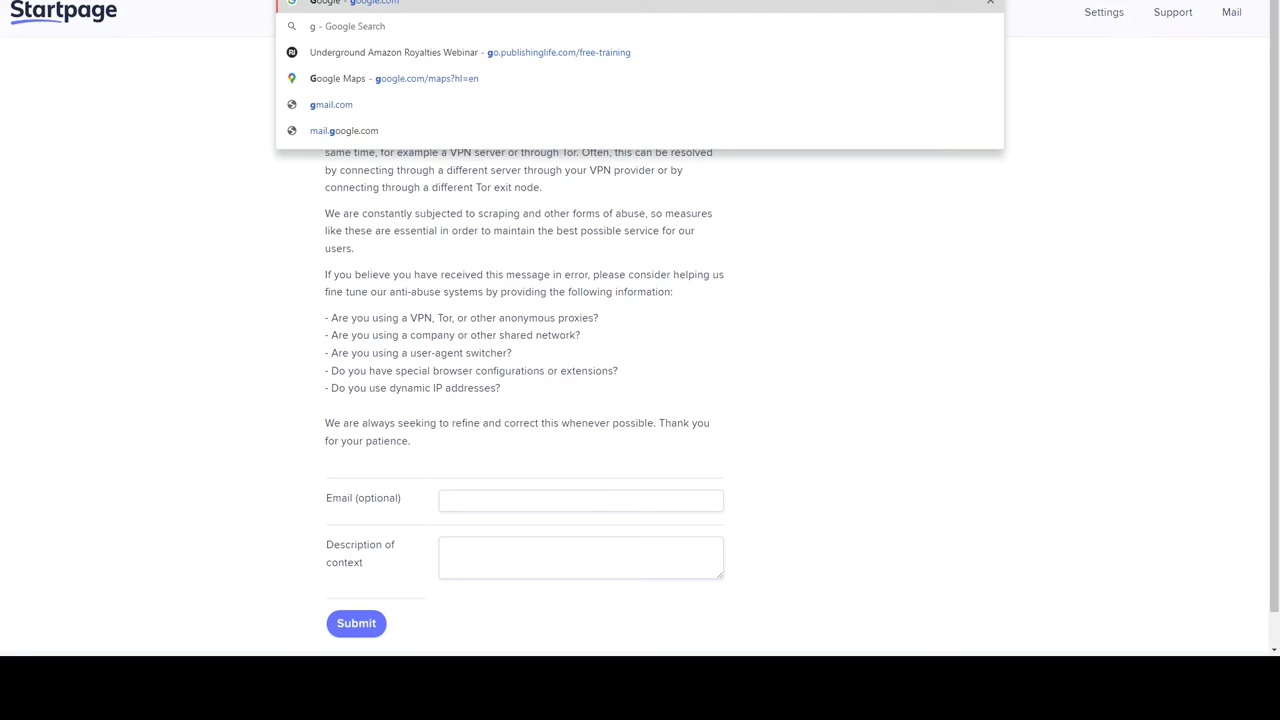 Startpage
Google - google.com
Settings
Support
Mail
g - Google Search
Underground Amazon Royalties Webinar - go.publishinglife.com/free-training
Google Maps - google.com/maps?hl=en
gmail.com
mail.google.com
same time, for example a VPN server or through Tor. Often, this can be resolved
by connecting through a different server through your VPN provider or by
connecting through a different Tor exit node.
We are constantly subjected to scraping and other forms of abuse, so measures
like these are essential in order to maintain the best possible service for our
users.
If you believe you have received this message in error, please consider helping us
fine tune our anti-abuse systems by providing the following information:
- Are you using a VPN, Tor, or other anonymous proxies?
- Are you using a company or other shared network?
- Are you using a user-agent switcher?
- Do you have special browser configurations or extensions?
- Do you use dynamic IP addresses?
We are always seeking to refine and correct this whenever possible. Thank you
for your patience.
Email (optional)
Description of
context
Submit